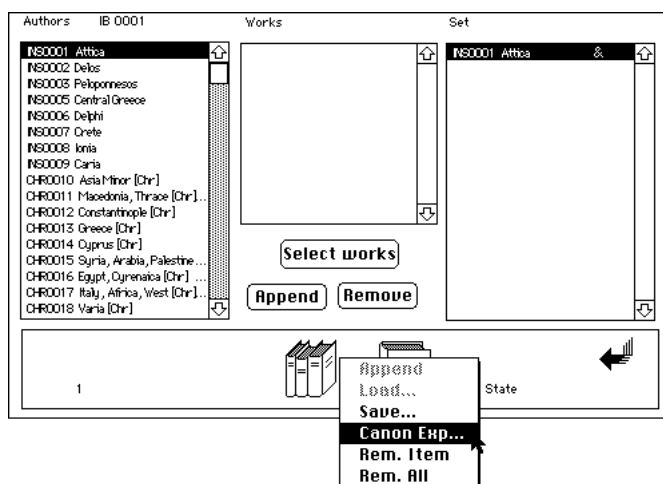 Authors IB 0001 Works Set
INS0001 Attica
INS0002 Delos
INS0003 Peloponnesos
INS0005 Central Greece
INS0006 Delphi
INS0007 Crete
INS0008 Ionia
INS0009 Caria
CHR0010 Asia Minor [Chr]
CHR0011 Macedonia, Thrace [Chr]...
CHR0012 Constantinople [Chr]
CHR0013 Greece [Chr]
CHR0014 Cyprus [Chr]
CHR0015 Syria, Arabia, Palestine...
CHR0016 Egypt, Cyrenaica [Chr] ...
CHR0017 Italy, Africa, West [Chr]...
CHR0018 Varia [Chr]
Select works
Append Remove
INS0001 Attica &
1
State
Append
Load...
Save...
Canon Exp...
Rem. Item
Rem. All